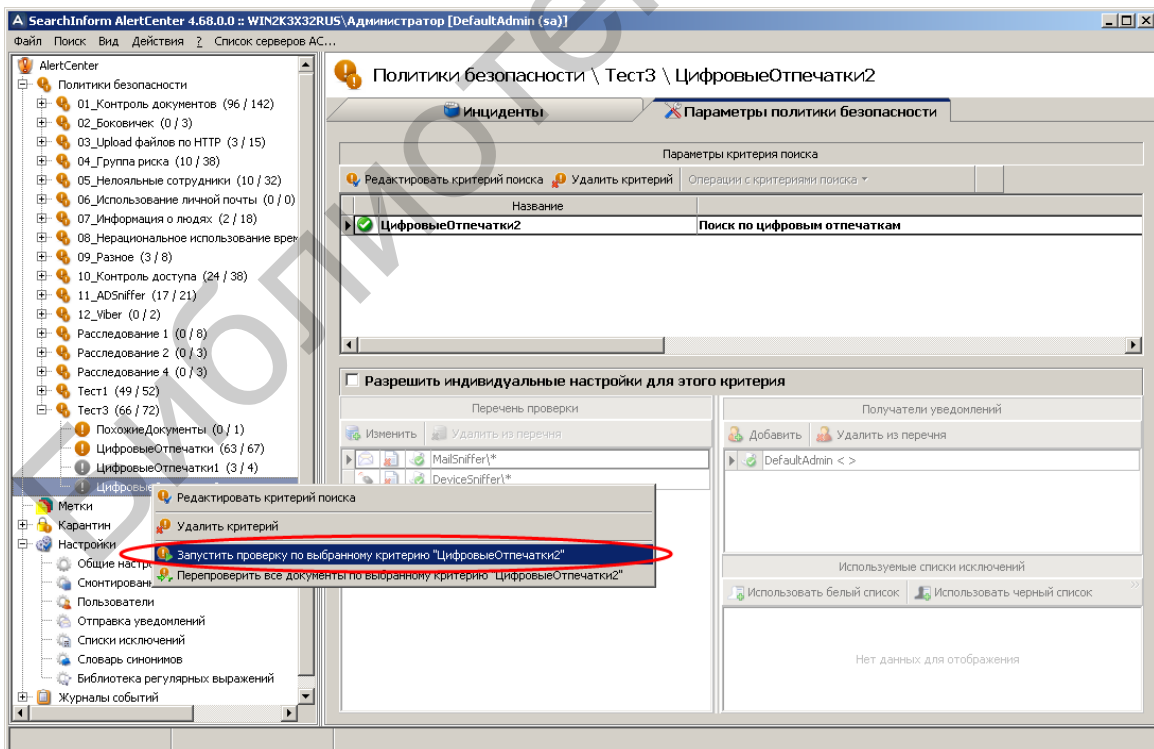 SearchInform AlertCenter 4.68.0.0 :: WIN2K3X32RUS\Администратор [DefaultAdmin (sa)]
Файл Поиск Вид Действия ? Список серверов AC...
AlertCenter
Политики безопасности
01_Контроль документов (96 / 142)
02_Боковичек (0 / 3)
03_Upload файлов по HTTP (3 / 15)
04_Группа риска (10 / 38)
05_Нелояльные сотрудники (10 / 32)
06_Использование личной почты (0 / 0)
07_Информация о людях (2 / 18)
08_Нерациональное использование врем
09_Разное (3 / 8)
10_Контроль доступа (24 / 38)
11_ADSniffer (17 / 21)
12_Viber (0 / 2)
Расследование 1 (0 / 8)
Расследование 2 (0 / 3)
Расследование 4 (0 / 3)
Тест1 (49 / 52)
Тест3 (66 / 72)
ПохожиеДокументы (0 / 1)
ЦифровыеОтпечатки (63 / 67)
ЦифровыеОтпечатки1 (3 / 4)
Цифровые
Метки
Карантин
Настройки
Общие настр
Смонтирован
Пользователи
Отправка уведомлений
Списки исключений
Словарь синонимов
Библиотека регулярных выражений
Журналы событий
Редактировать критерий поиска
Удалить критерий
Запустить проверку по выбранному критерию "ЦифровыеОтпечатки2"
Перепроверить все документы по выбранному критерию "ЦифровыеОтпечатки2"
Политики безопасности \ Тест3 \ ЦифровыеОтпечатки2
Инциденты Параметры политики безопасности
Параметры критерия поиска
Редактировать критерий поиска Удалить критерий Операции с критериями поиска
Название
ЦифровыеОтпечатки2 Поиск по цифровым отпечаткам
Разрешить индивидуальные настройки для этого критерия
Перечень проверки
Изменить Удалить из перечня
MailSniffer\*
DeviceSniffer\*
Получатели уведомлений
Добавить Удалить из перечня
DefaultAdmin < >
Используемые списки исключений
Использовать белый список Использовать черный список
Нет данных для отображения
Библиоте